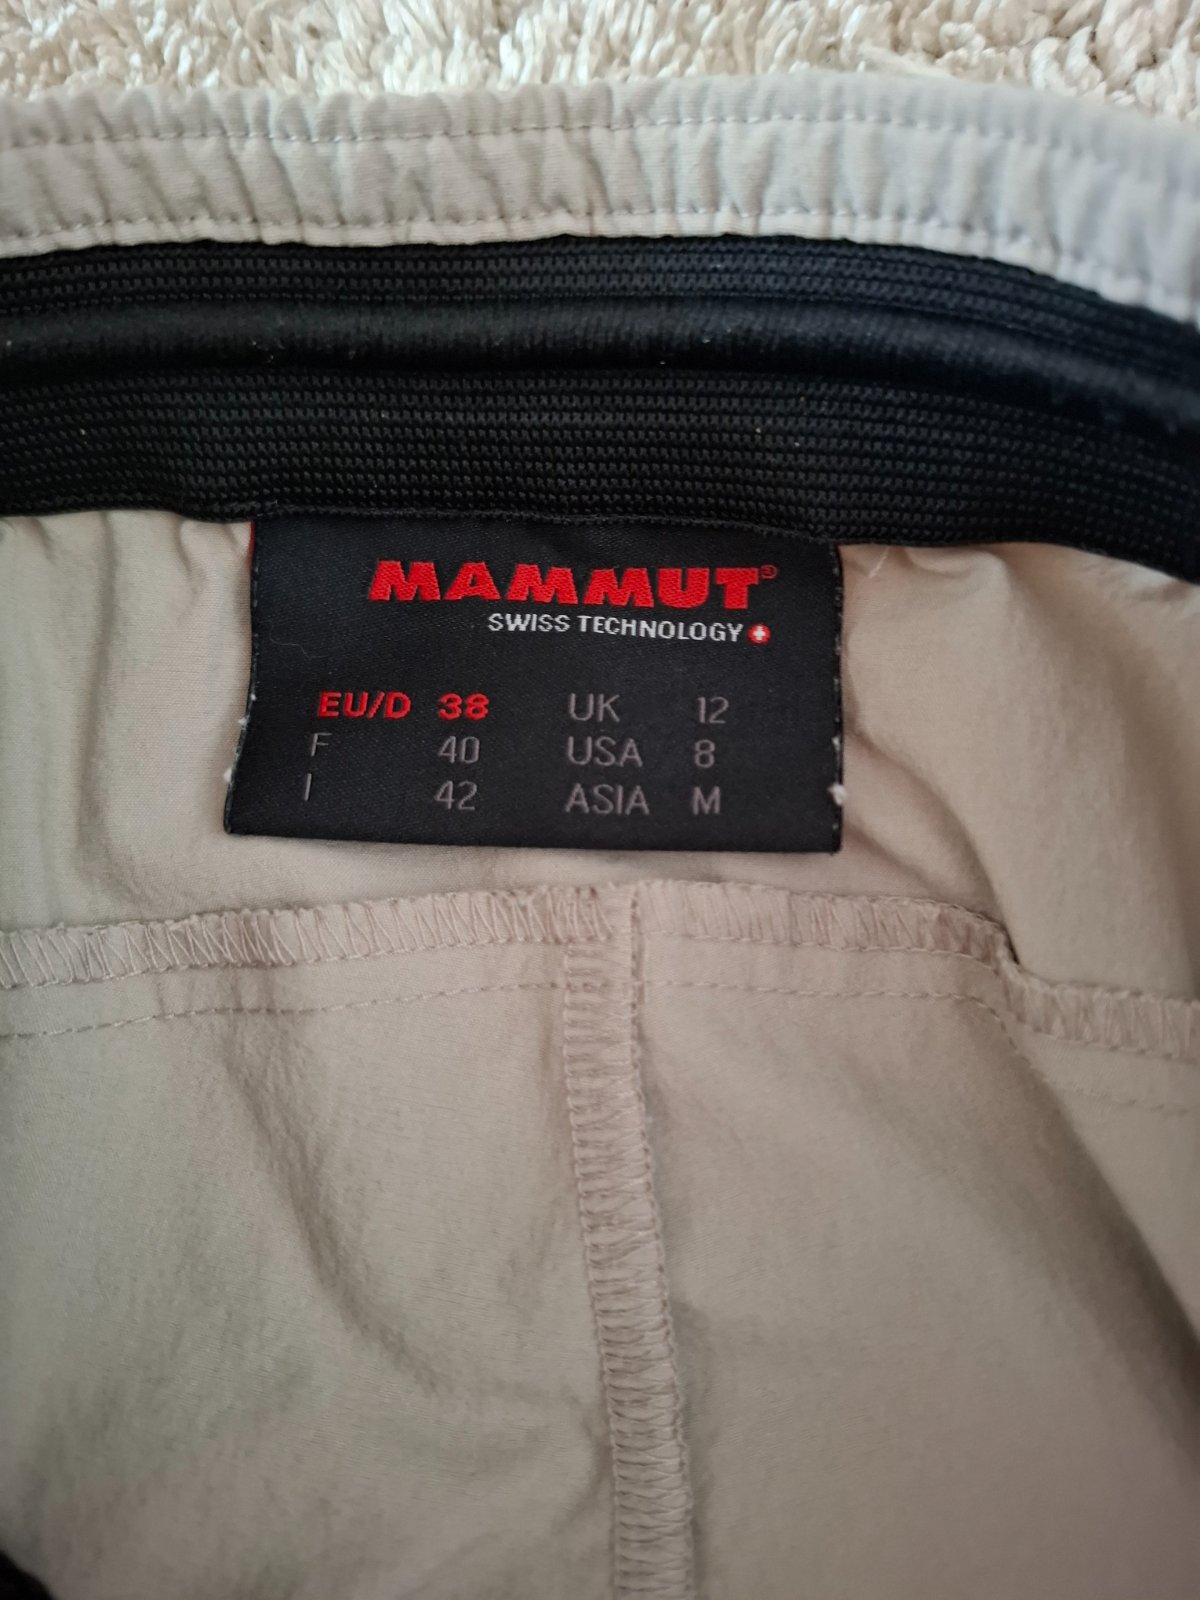 MAMMUT®
SWISS TECHNOLOGY
EU/D 38 UK 12
F 40 USA 8
I 42 ASIA M